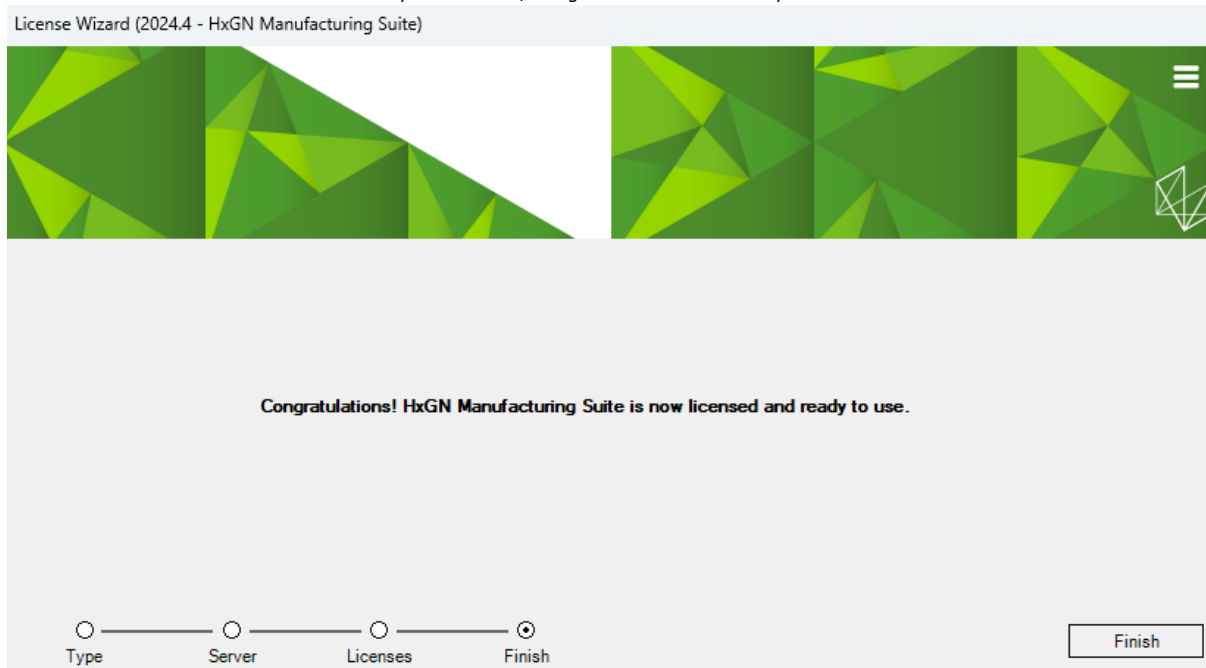 License Wizard (2024.4 - HxGN Manufacturing Suite)
Congratulations! HxGN Manufacturing Suite is now licensed and ready to use.
Type Server Licenses Finish
Finish